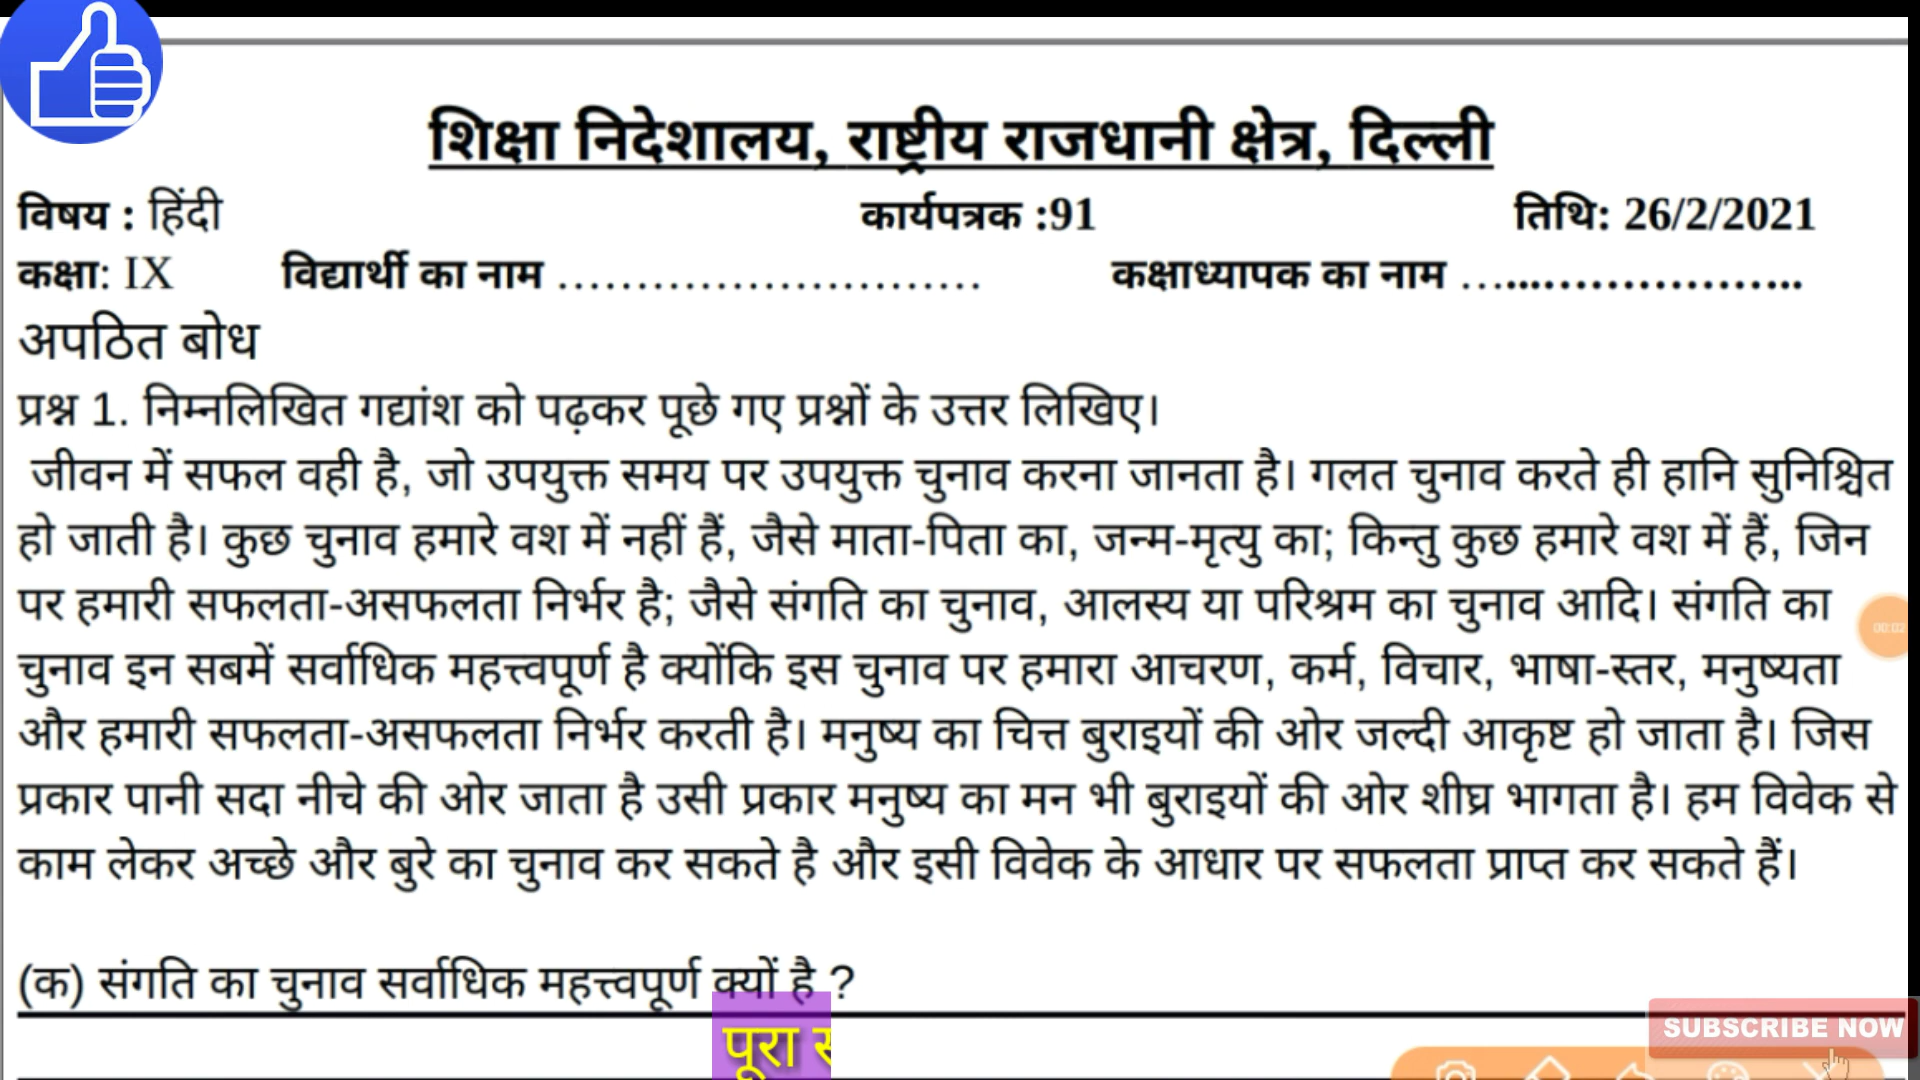 शिक्षा निदेशालय, राष्ट्रीय राजधानी क्षेत्र, दिल्ली
विषय : हिंदी कार्यपत्रक :91 तिथि: 26/2/2021
कक्षा: IX विद्यार्थी का नाम ........................... कक्षाध्यापक का नाम ......................
अपठित बोध
प्रश्न 1. निम्नलिखित गद्यांश को पढ़कर पूछे गए प्रश्नों के उत्तर लिखिए।
जीवन में सफल वही है, जो उपयुक्त समय पर उपयुक्त चुनाव करना जानता है। गलत चुनाव करते ही हानि सुनिश्चित
हो जाती है। कुछ चुनाव हमारे वश में नहीं हैं, जैसे माता-पिता का, जन्म-मृत्यु का; किन्तु कुछ हमारे वश में हैं, जिन
पर हमारी सफलता-असफलता निर्भर है; जैसे संगति का चुनाव, आलस्य या परिश्रम का चुनाव आदि। संगति का
चुनाव इन सबमें सर्वाधिक महत्त्वपूर्ण है क्योंकि इस चुनाव पर हमारा आचरण, कर्म, विचार, भाषा-स्तर, मनुष्यता
और हमारी सफलता-असफलता निर्भर करती है। मनुष्य का चित्त बुराइयों की ओर जल्दी आकृष्ट हो जाता है। जिस
प्रकार पानी सदा नीचे की ओर जाता है उसी प्रकार मनुष्य का मन भी बुराइयों की ओर शीघ्र भागता है। हम विवेक से
काम लेकर अच्छे और बुरे का चुनाव कर सकते है और इसी विवेक के आधार पर सफलता प्राप्त कर सकते हैं।
(क) संगति का चुनाव सर्वाधिक महत्त्वपूर्ण क्यों है ?
पूरा
SUBSCRIBE NOW
00:02